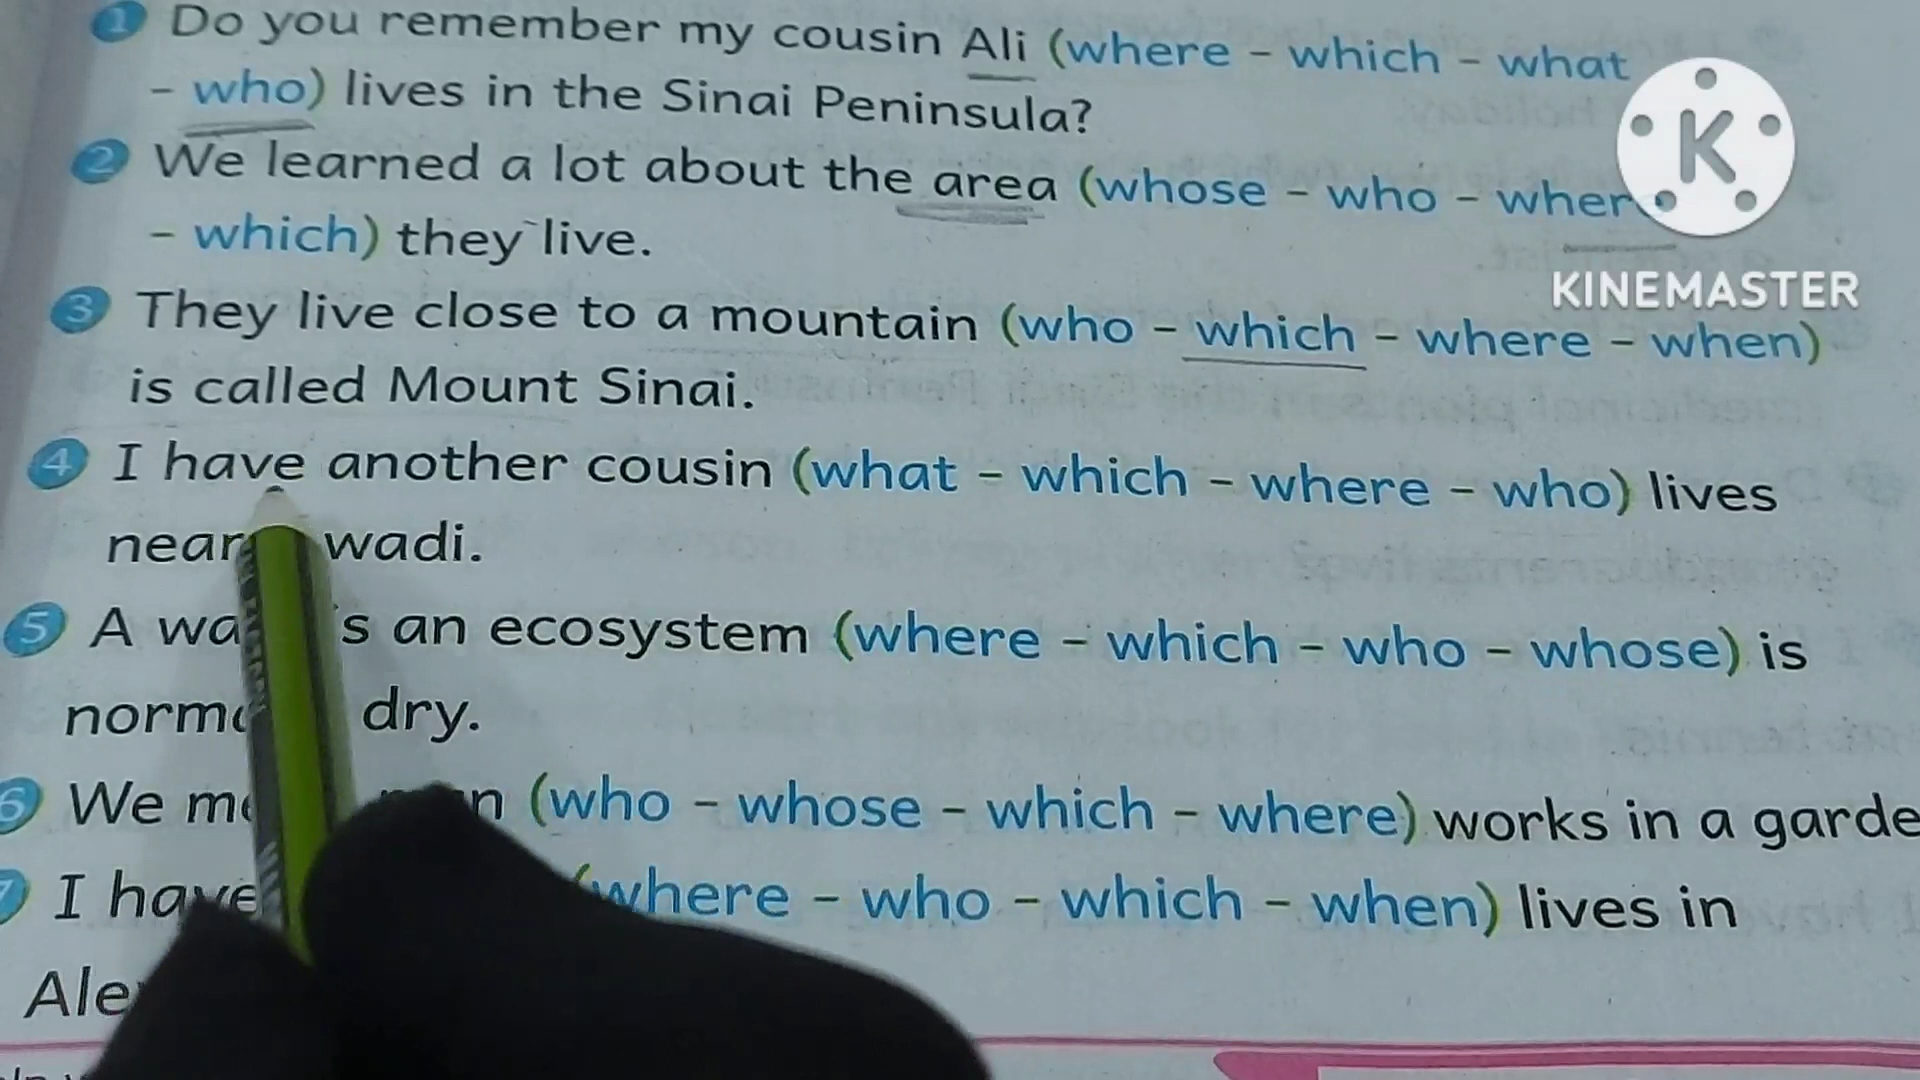 1 Do you remember my cousin Ali (where – which – what
– who) lives in the Sinai Peninsula?
2 We learned a lot about the area (whose – who – where
– which) they live.
3 They live close to a mountain (who – which – where – when)
is called Mount Sinai.
4 I have another cousin (what – which – where – who) lives
near wadi.
5 A is an ecosystem (where – which – who – whose) is
dry.
6 We (who – whose – which – where) works in a
7 I have (where – who – which – when) lives in
K
KINEMASTER